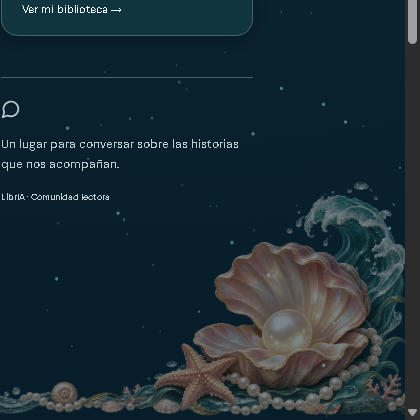 Ver mi biblioteca →
Un lugar para conversar sobre las historias
que nos acompañan.
LibrIA · Comunidad lectora